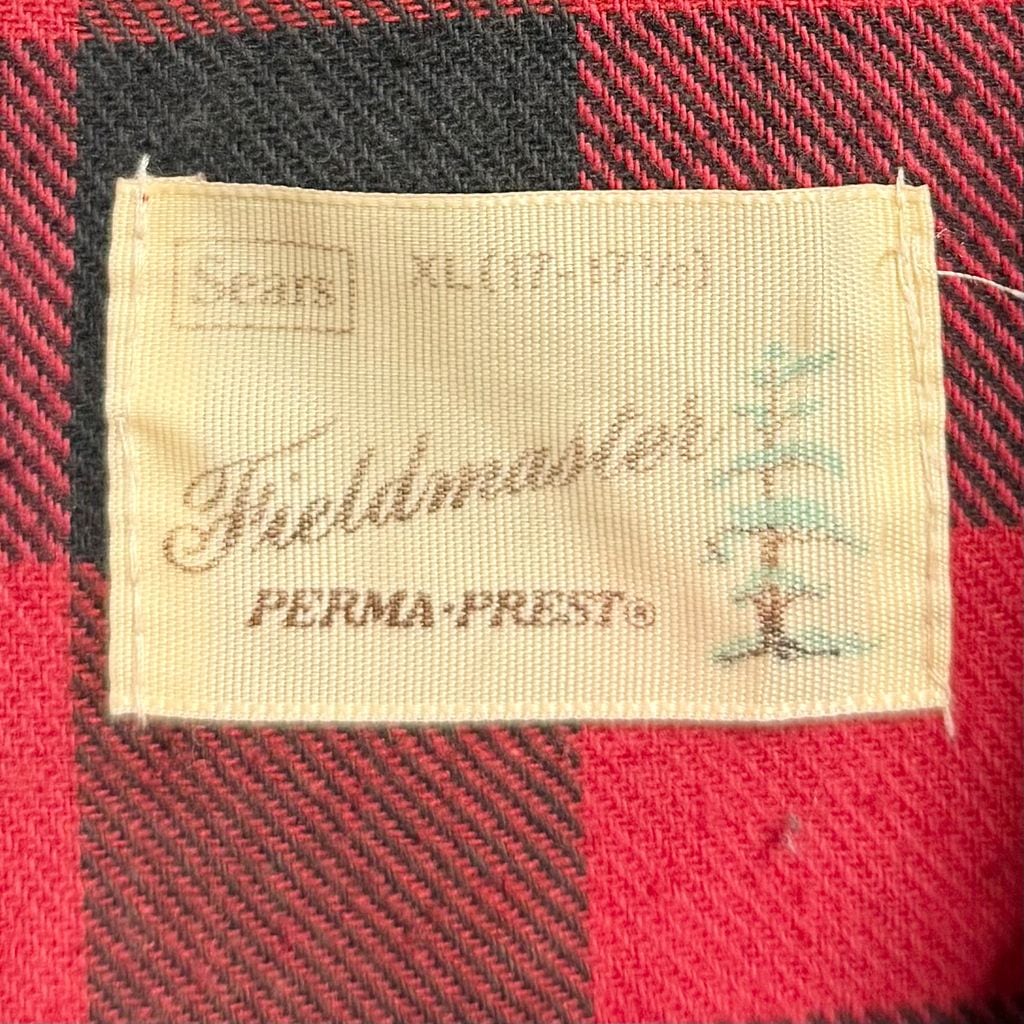 Sears XL (17-17½)
Fieldmaster
PERMA·PREST®